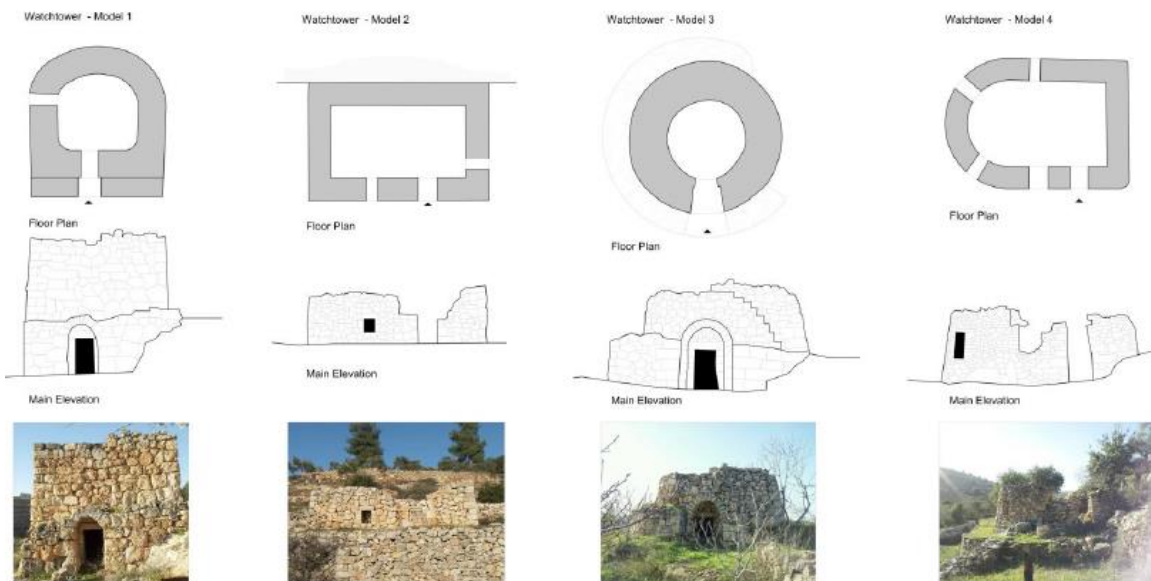 Watchtower - Model 1
Watchtower - Model 2
Watchtower - Model 3
Watchtower - Model 4
Floor Plan
Floor Plan
Floor Plan
Floor Plan
Main Elevation
Main Elevation
Main Elevation
Main Elevation